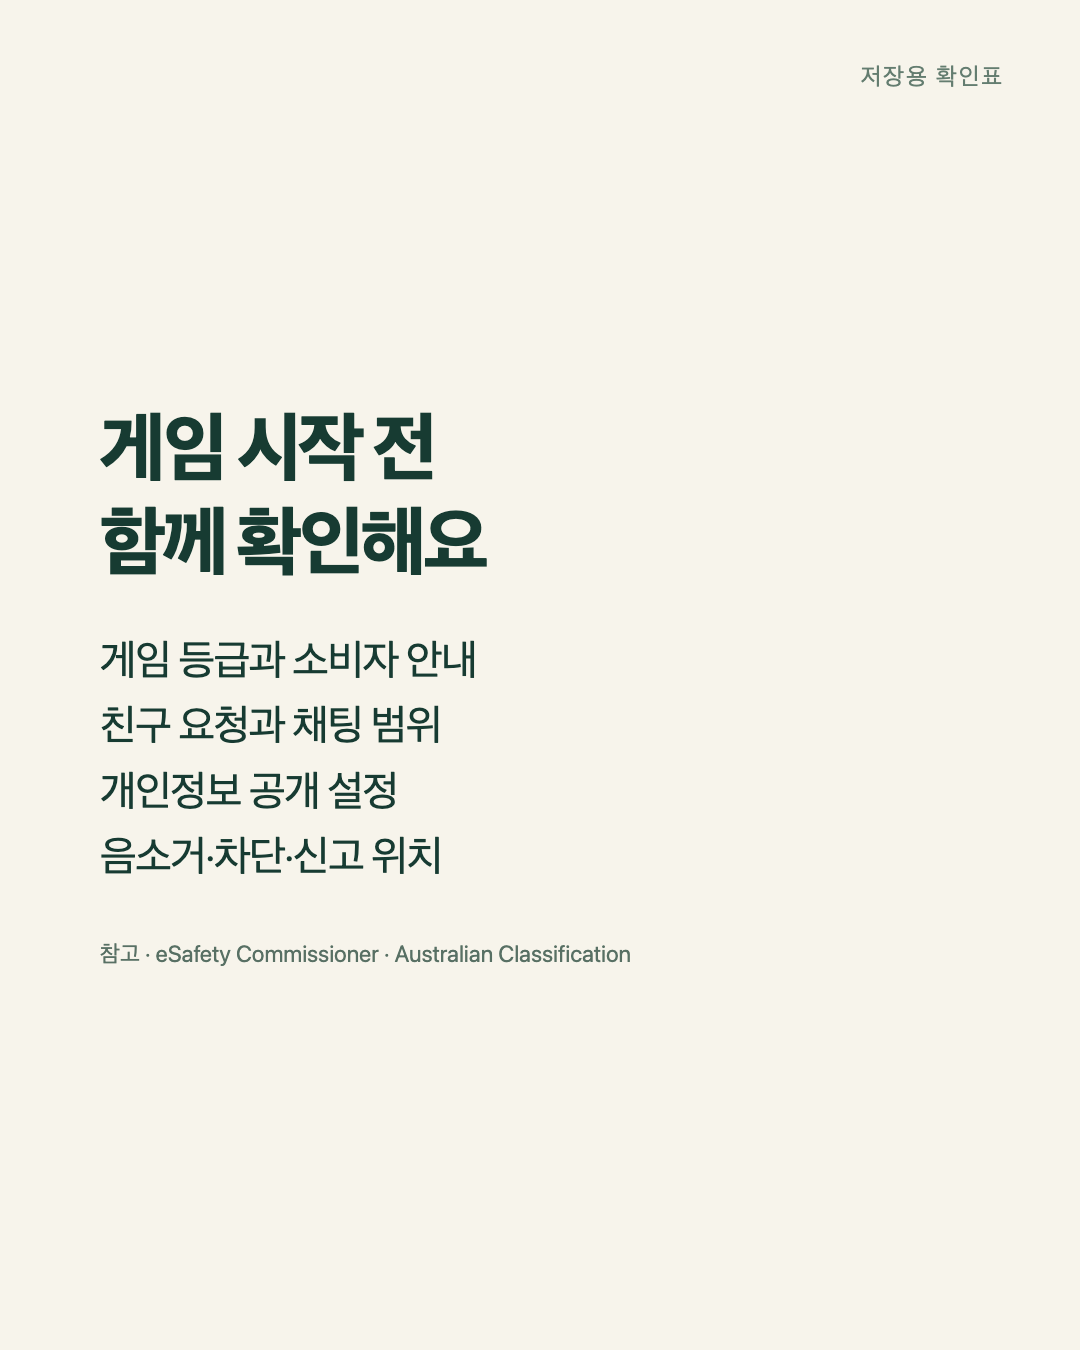 저장용 확인표
게임 시작 전
함께 확인해요
게임 등급과 소비자 안내
친구 요청과 채팅 범위
개인정보 공개 설정
음소거·차단·신고 위치
참고 · eSafety Commissioner · Australian Classification